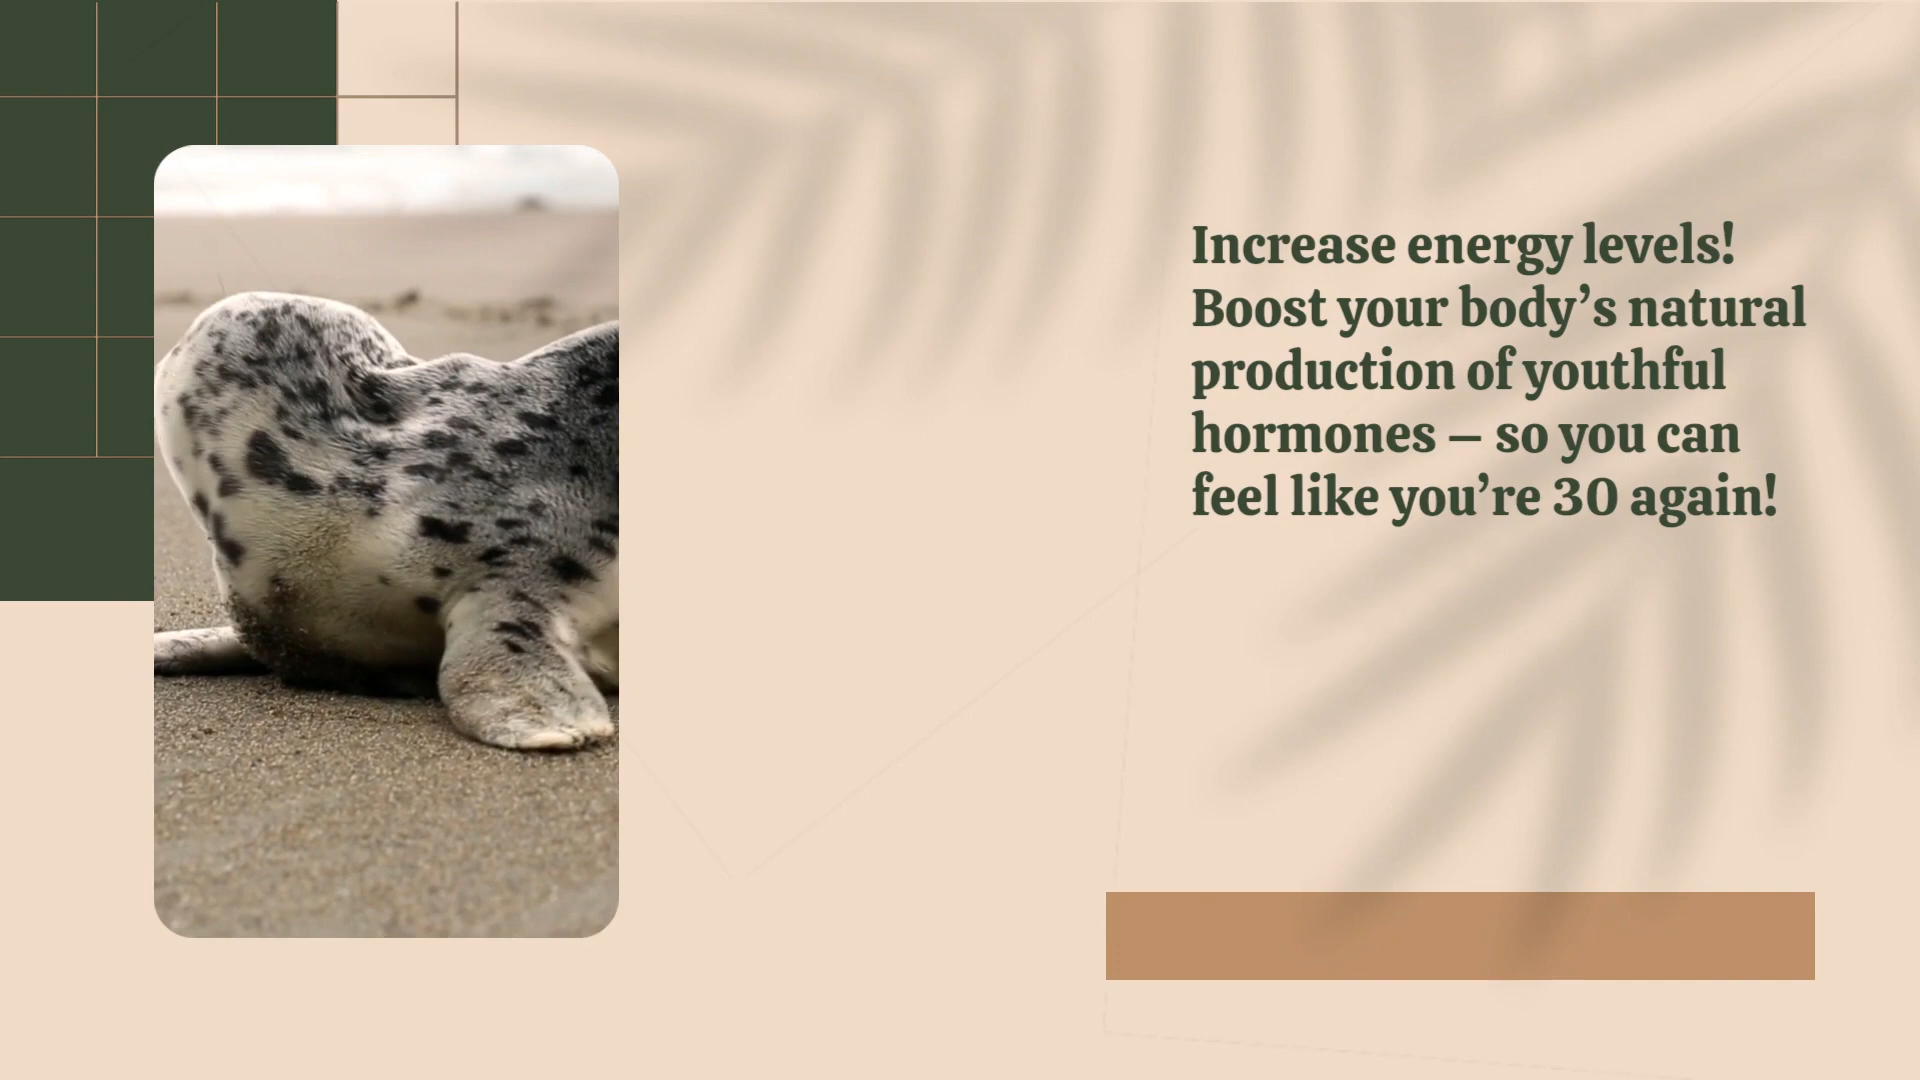 Increase energy levels!
Boost your body’s natural
production of youthful
hormones – so you can
feel like you’re 30 again!